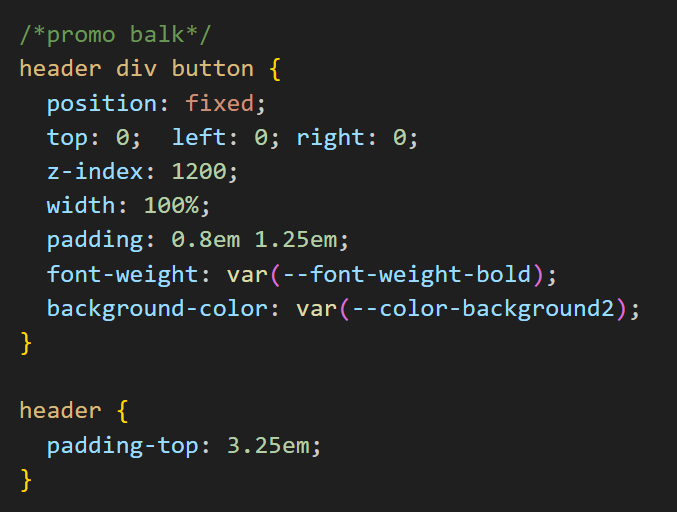 /*promo balk*/
header div button {
  position: fixed;
  top: 0;  left: 0; right: 0;
  z-index: 1200;
  width: 100%;
  padding: 0.8em 1.25em;
  font-weight: var(--font-weight-bold);
  background-color: var(--color-background2);
}

header {
  padding-top: 3.25em;
}